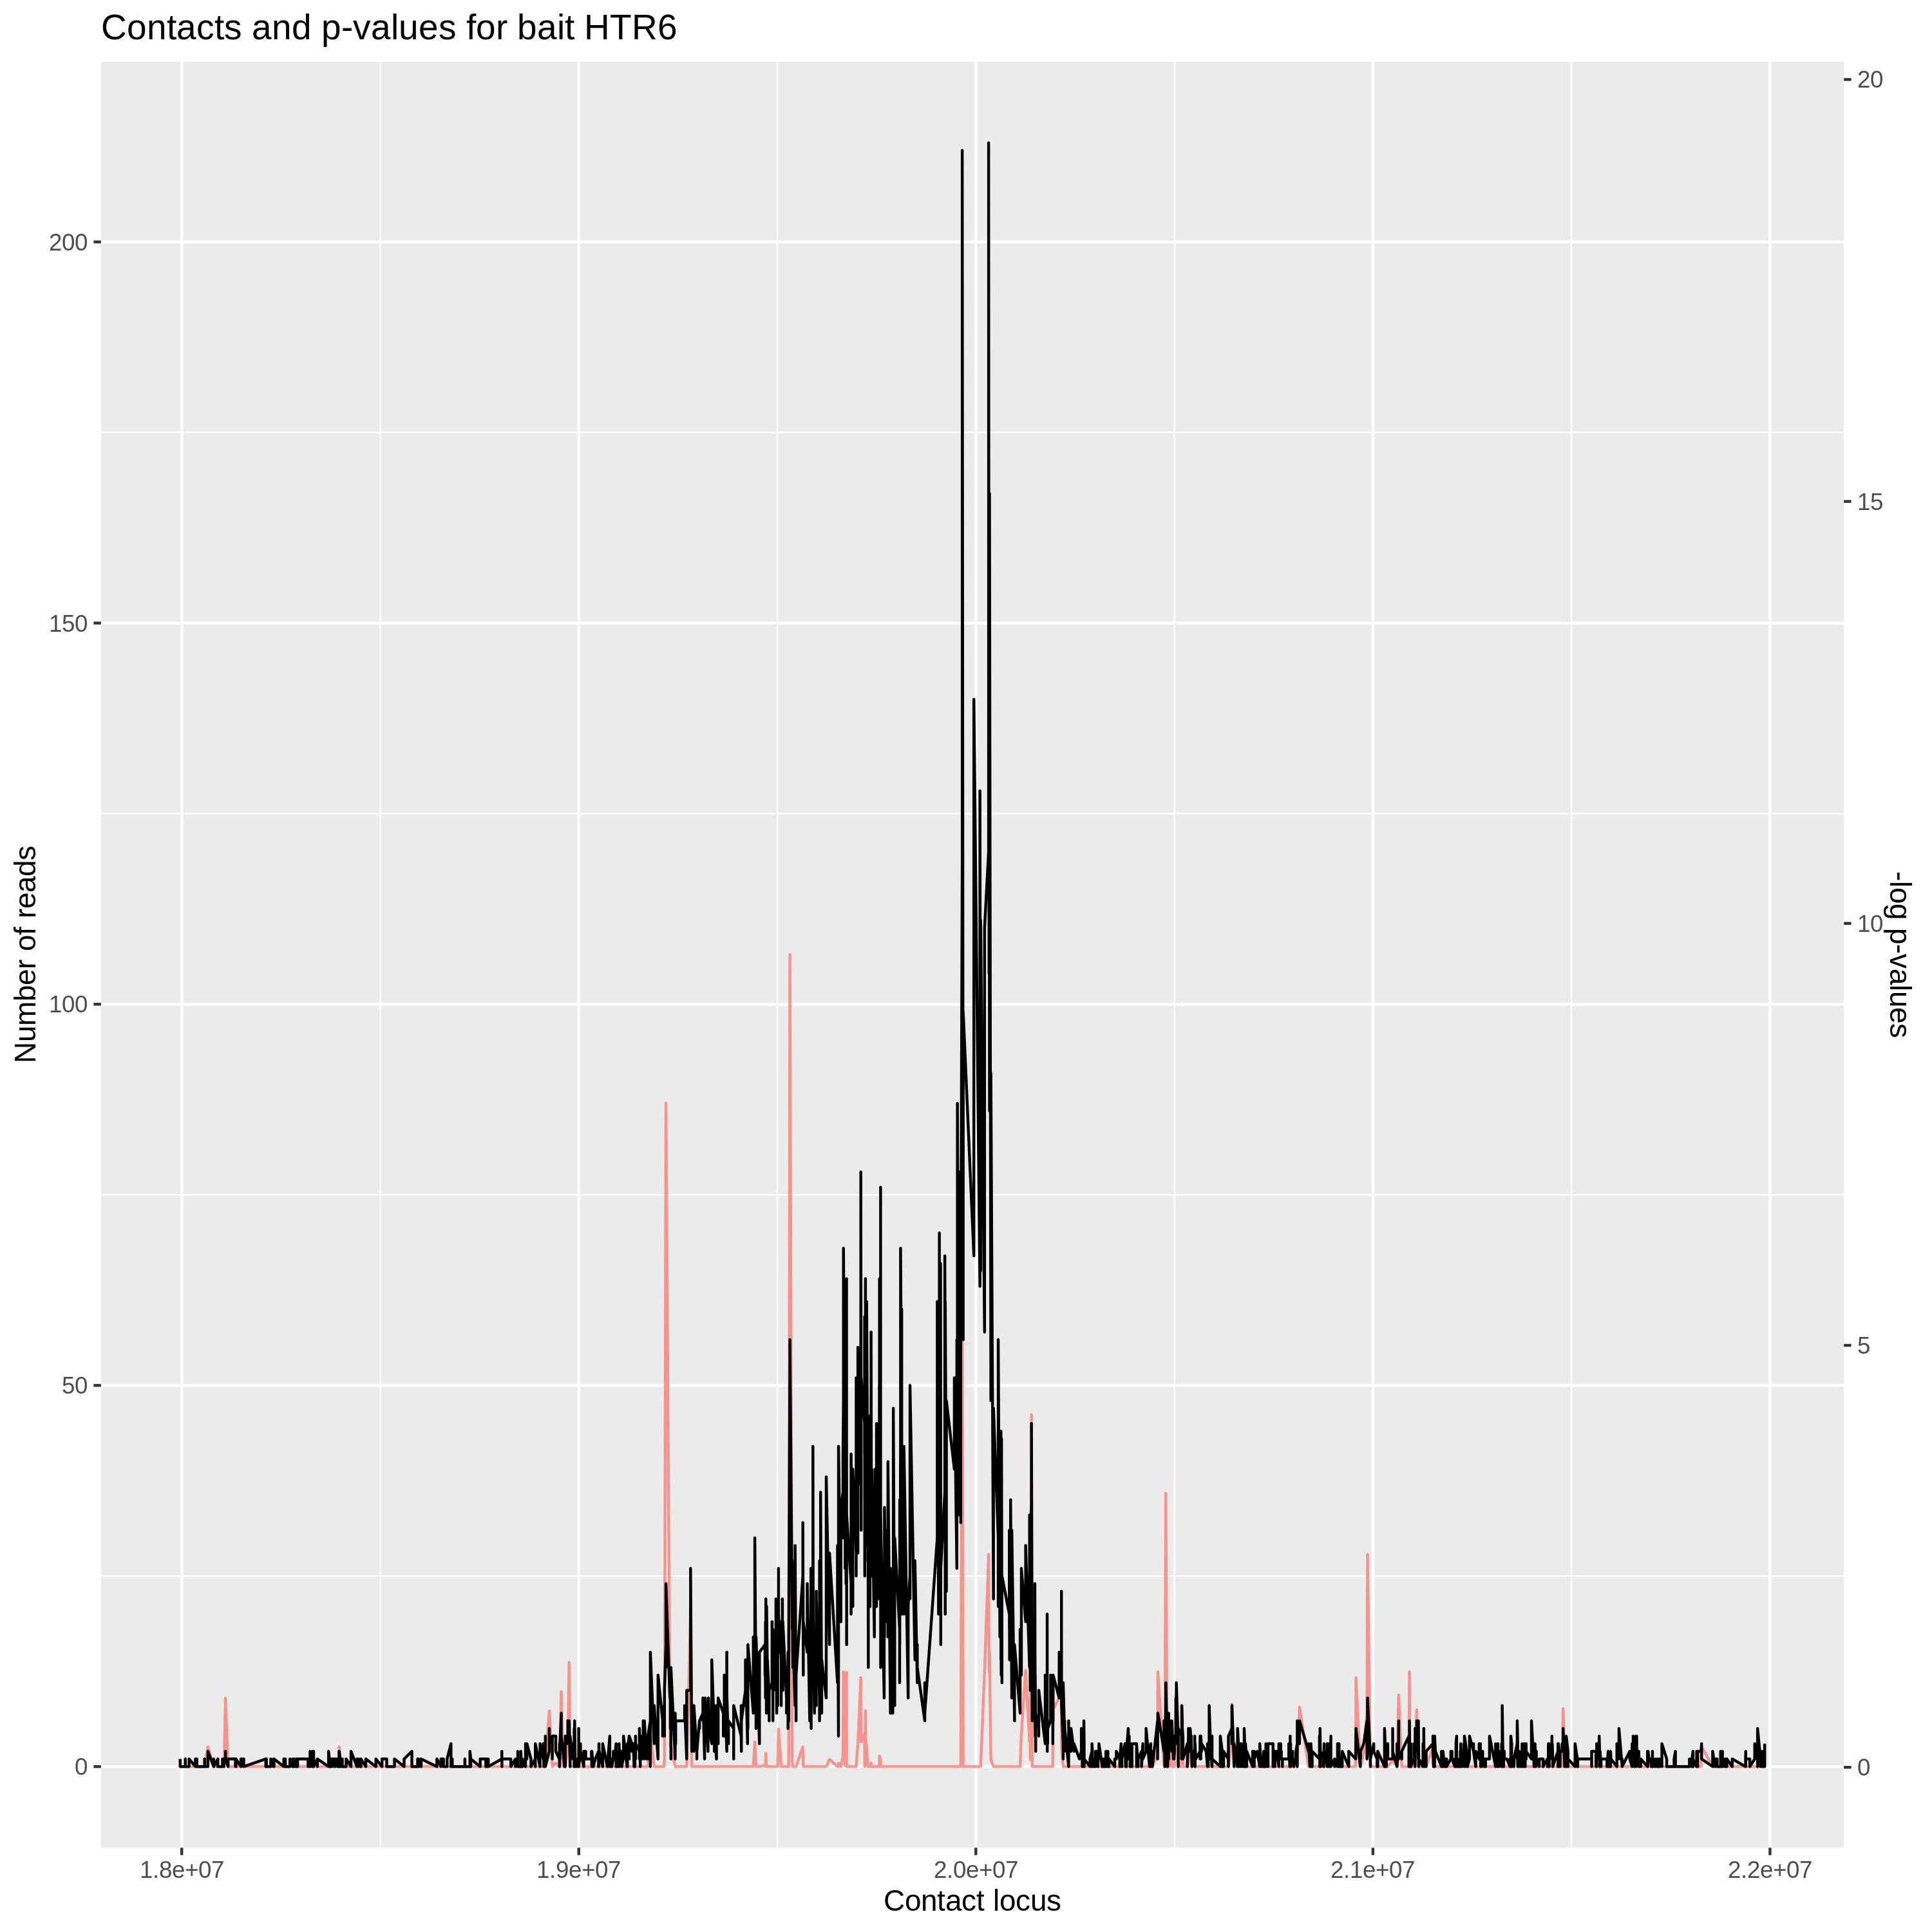 Contacts and p-values for bait HTR6
Number of reads
200
150
100
50
0
20
15
10
5
0
-log p-values
1.8e+07 1.9e+07 2.0e+07 2.1e+07 2.2e+07
Contact locus